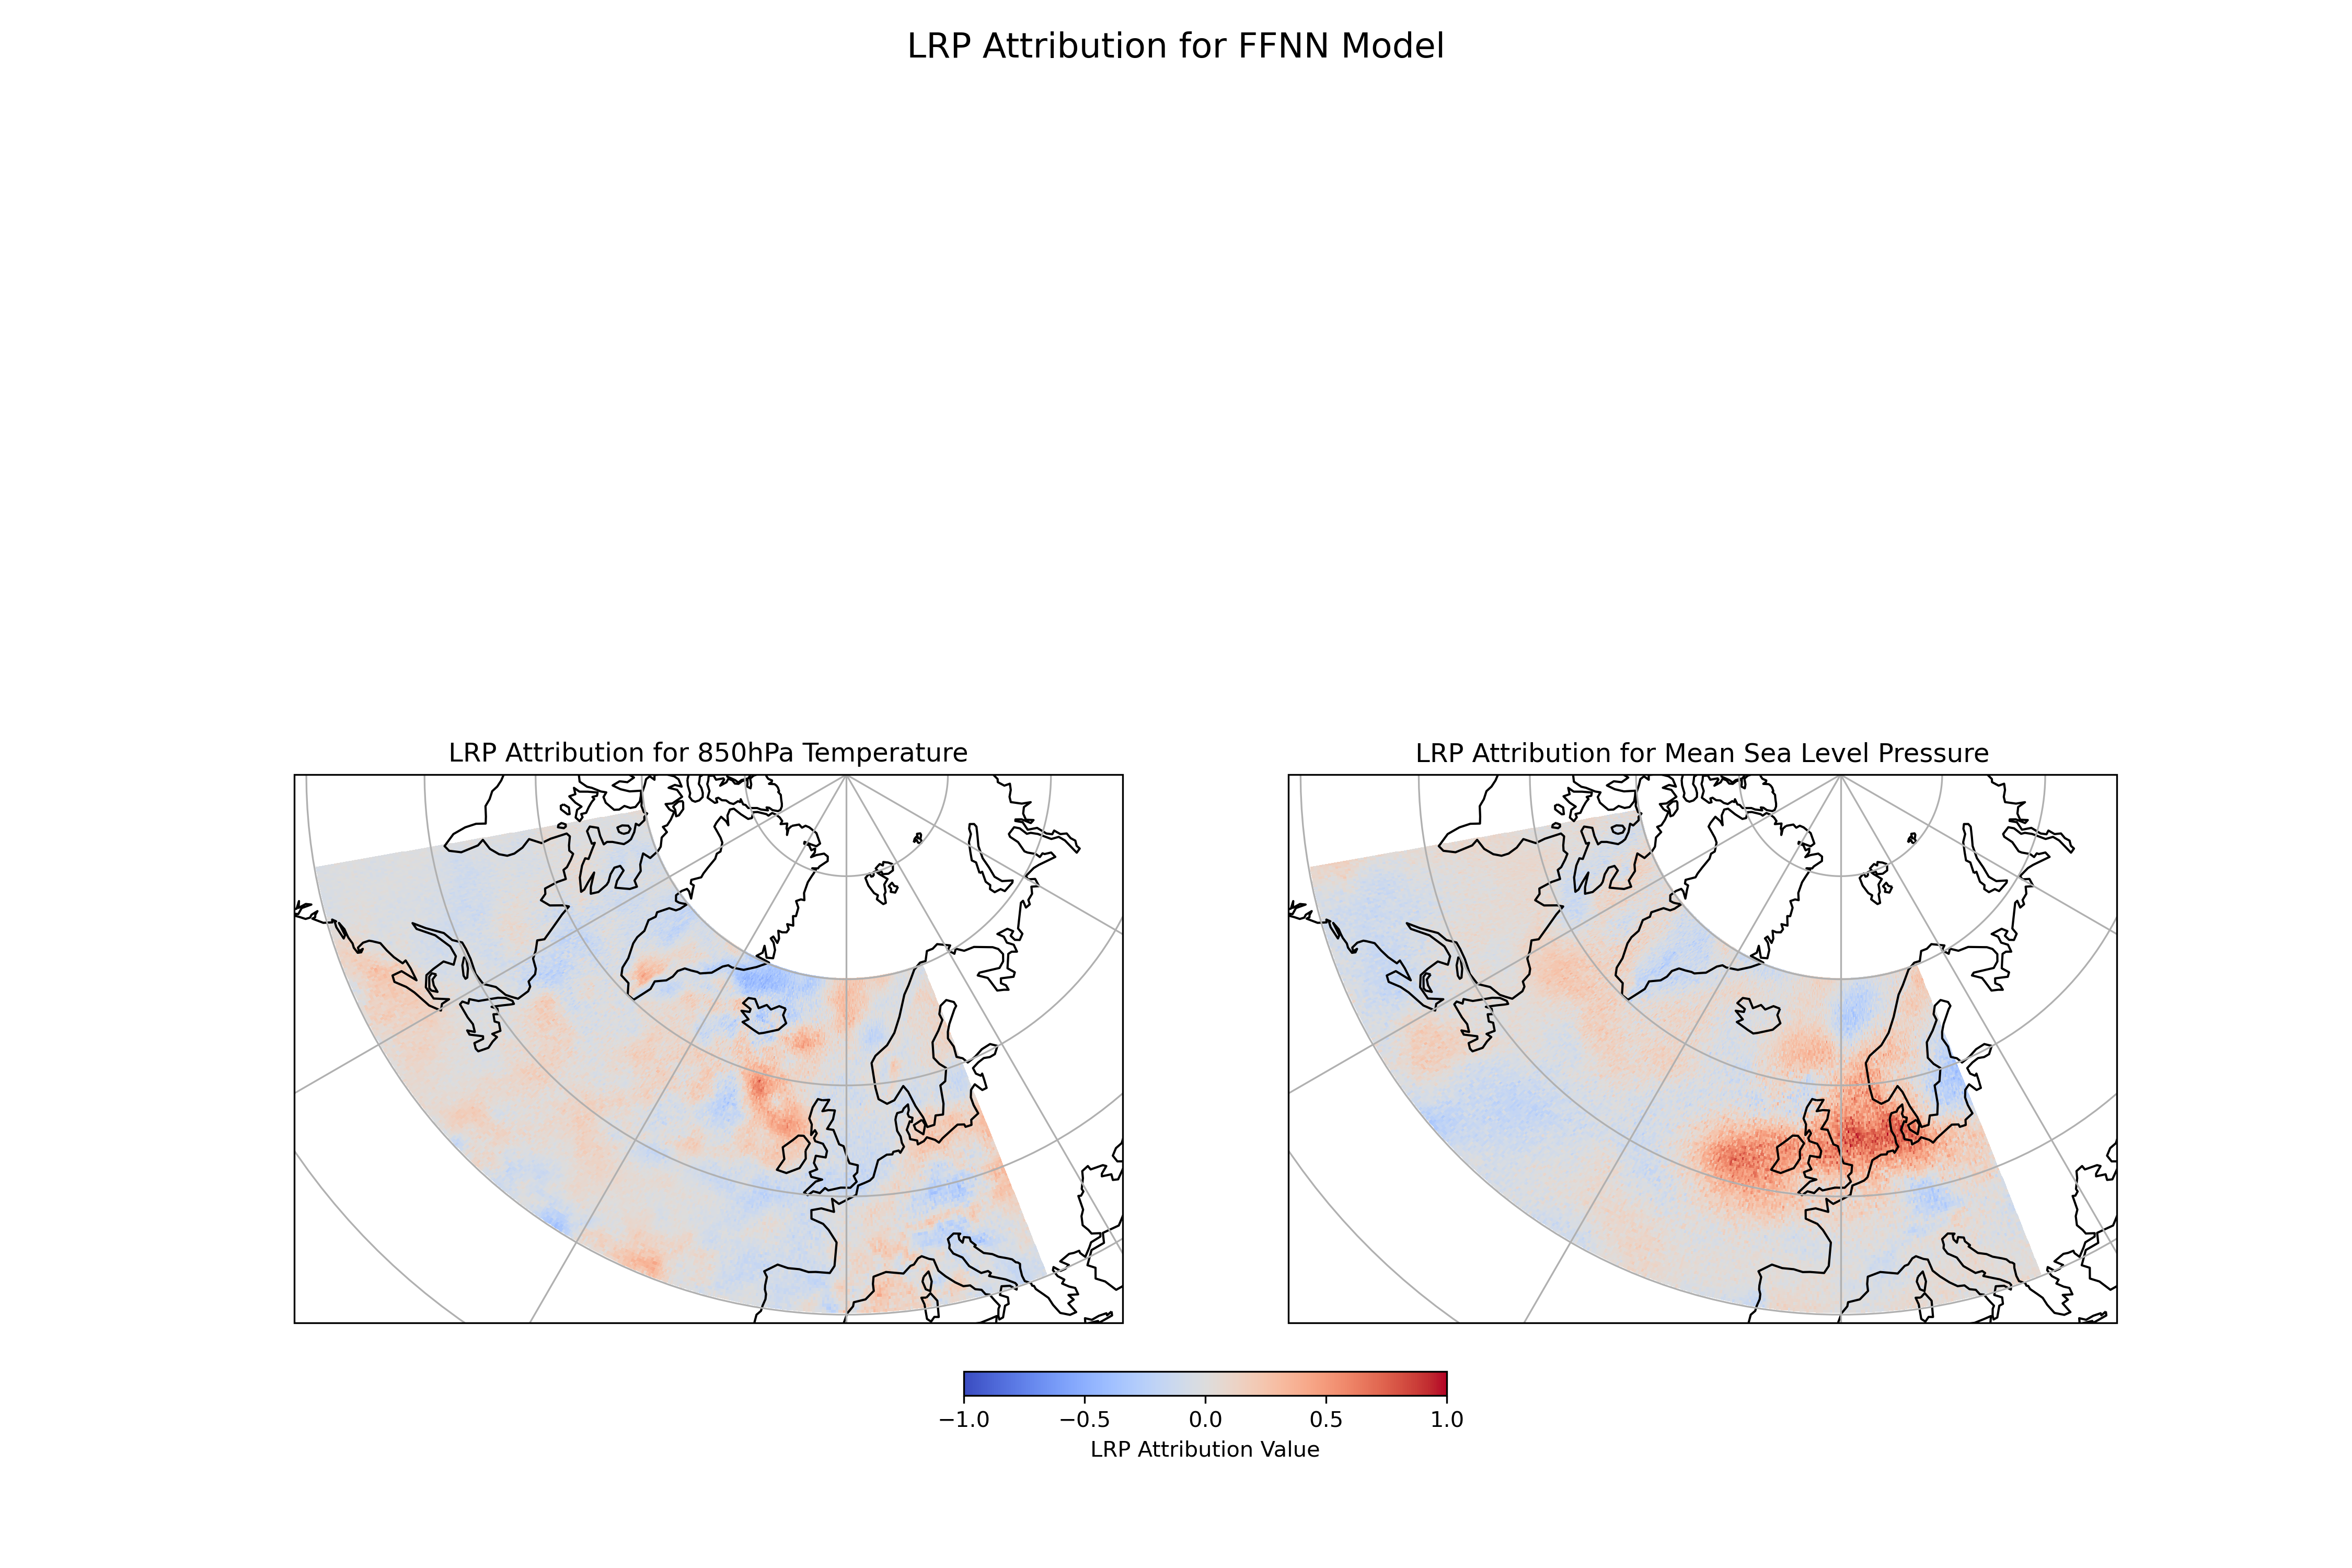 LRP Attribution for FFNN Model
LRP Attribution for 850hPa Temperature
LRP Attribution for Mean Sea Level Pressure
−1.0
−0.5
0.0
0.5
1.0
LRP Attribution Value